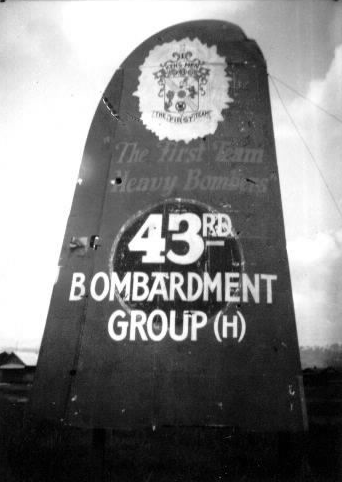 "THE FIRST TEAM"
The First Team
Heavy Bombers"
43RD
BOMBARDMENT
GROUP (H)